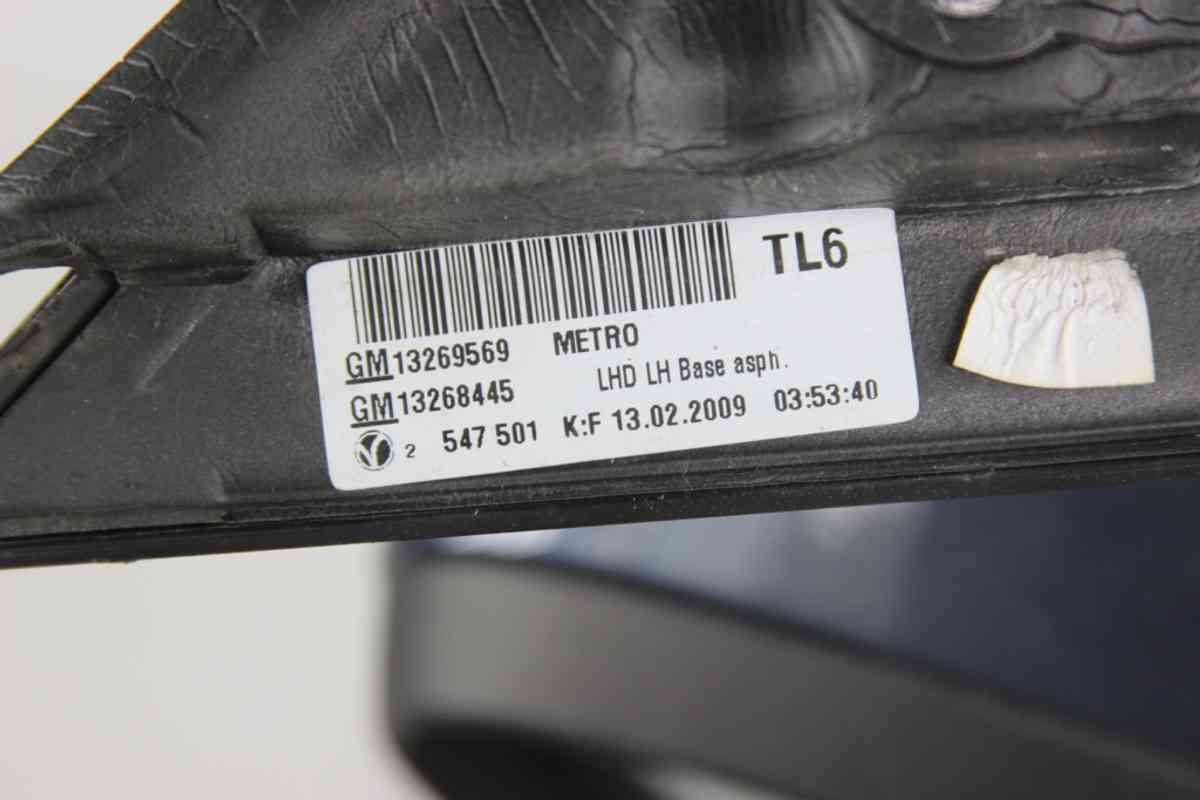 TL6
GM13269569 METRO
GM13268445 LHD LH Base asph.
2 547 501 K:F 13.02.2009 03:53:40